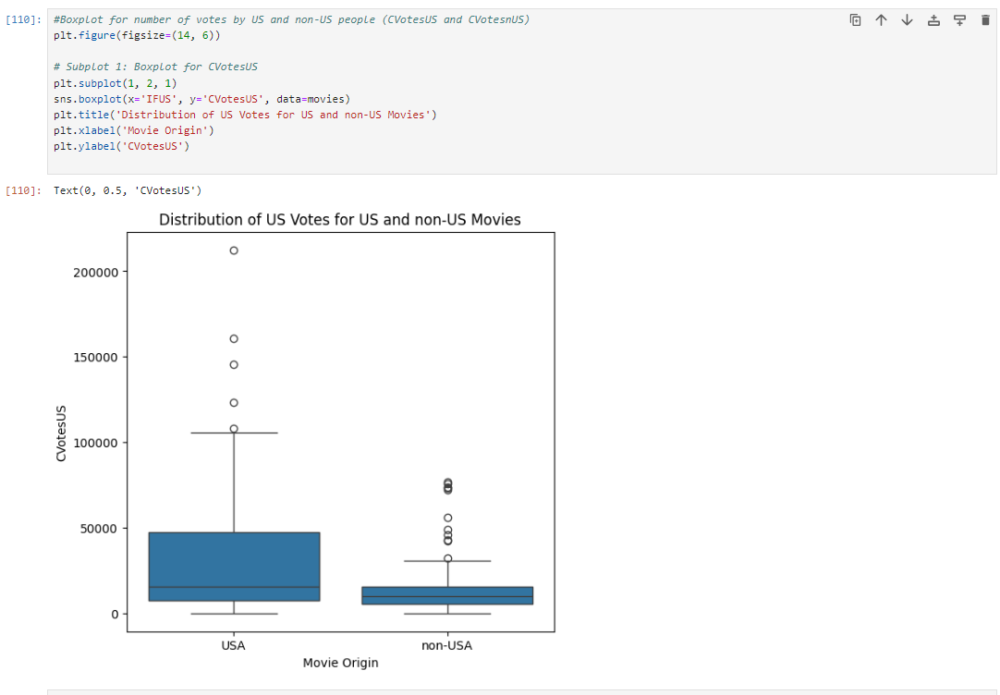 [110]: #Boxplot for number of votes by US and non-US people (CVotesUS and CVotesnUS)
plt.figure(figsize=(14, 6))
# Subplot 1: Boxplot for CVotesUS
plt.subplot(1, 2, 1)
sns.boxplot(x='IFUS', y='CVotesUS', data=movies)
plt.title('Distribution of US Votes for US and non-US Movies')
plt.xlabel('Movie Origin')
plt.ylabel('CVotesUS')
[110]: Text(0, 0.5, 'CVotesUS')
Distribution of US Votes for US and non-US Movies
200000
150000
100000
50000
0
CVotesUS
USA
non-USA
Movie Origin